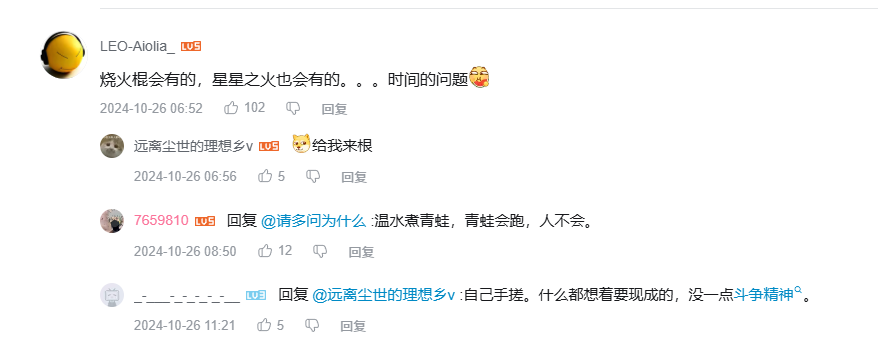 LEO-Aiolia_ LV5
烧火棍会有的，星星之火也会有的。。。时间的问题
2024-10-26 06:52 102 回复
远离尘世的理想乡v LV5 给我来根
2024-10-26 06:56 5 回复
7659810 LV5 回复 @请多问为什么 :温水煮青蛙，青蛙会跑，人不会。
2024-10-26 08:50 12 回复
_-___-_-_-_-_-__ LV3 回复 @远离尘世的理想乡v :自己手搓。什么都想着要现成的，没一点斗争精神。
2024-10-26 11:21 5 回复